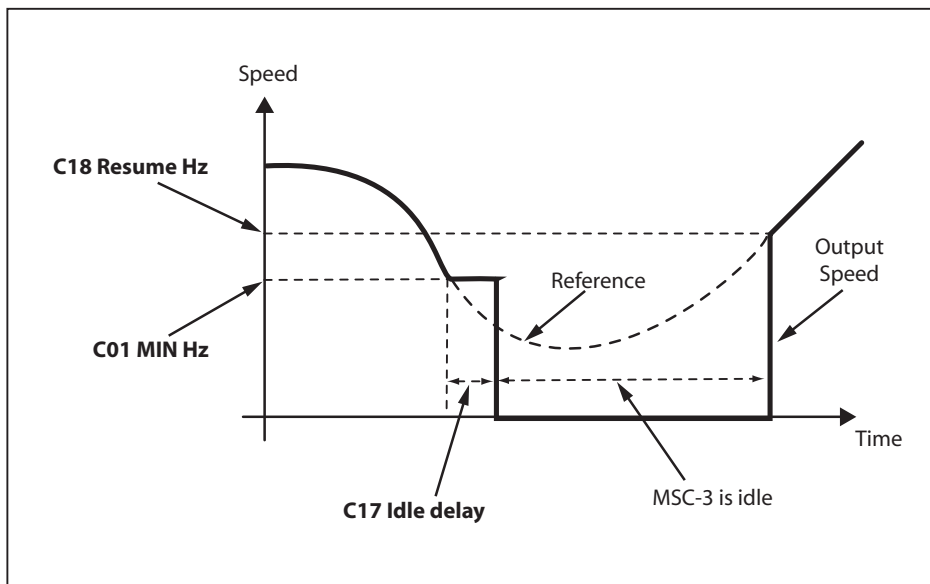 Speed
C18 Resume Hz
Output
Speed
Reference
C01 MIN Hz
Time
MSC-3 is idle
C17 Idle delay